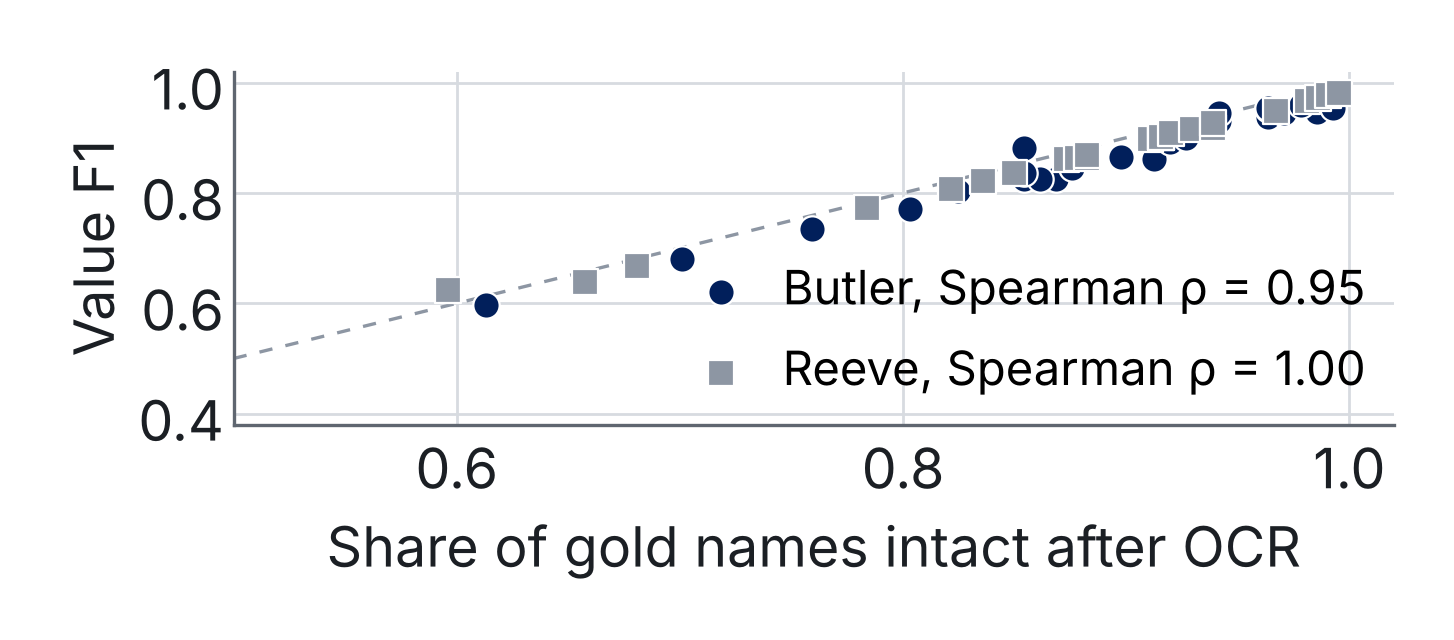 1.0
0.8
0.6
0.4
Value F1
Butler, Spearman ρ = 0.95
Reeve, Spearman ρ = 1.00
0.6 0.8 1.0
Share of gold names intact after OCR